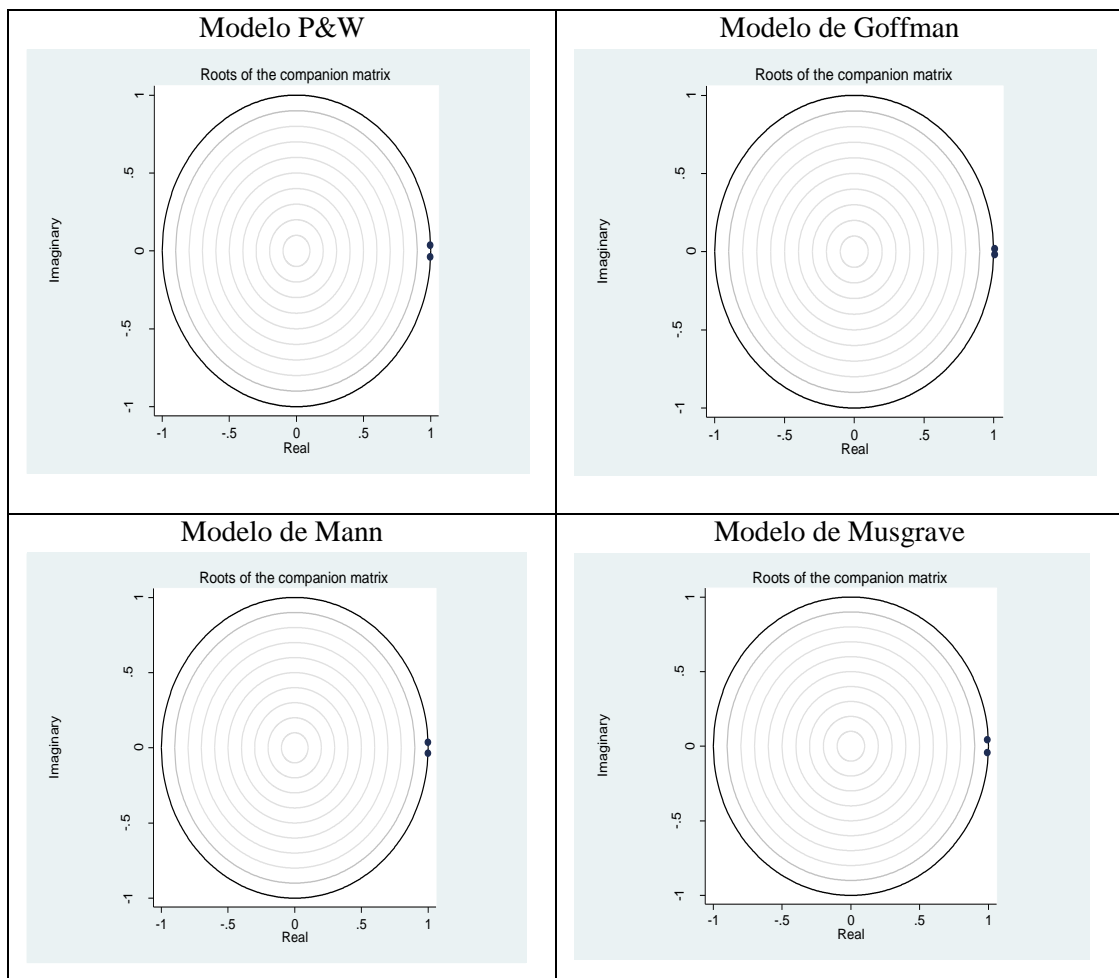 Modelo P&W
Roots of the companion matrix
1
.5
0
-.5
-1
Imaginary
-1 -.5 0 .5 1
Real
Modelo de Goffman
Roots of the companion matrix
1
.5
0
-.5
-1
Imaginary
-1 -.5 0 .5 1
Real
Modelo de Mann
Roots of the companion matrix
1
.5
0
-.5
-1
Imaginary
-1 -.5 0 .5 1
Real
Modelo de Musgrave
Roots of the companion matrix
1
.5
0
-.5
-1
Imaginary
-1 -.5 0 .5 1
Real